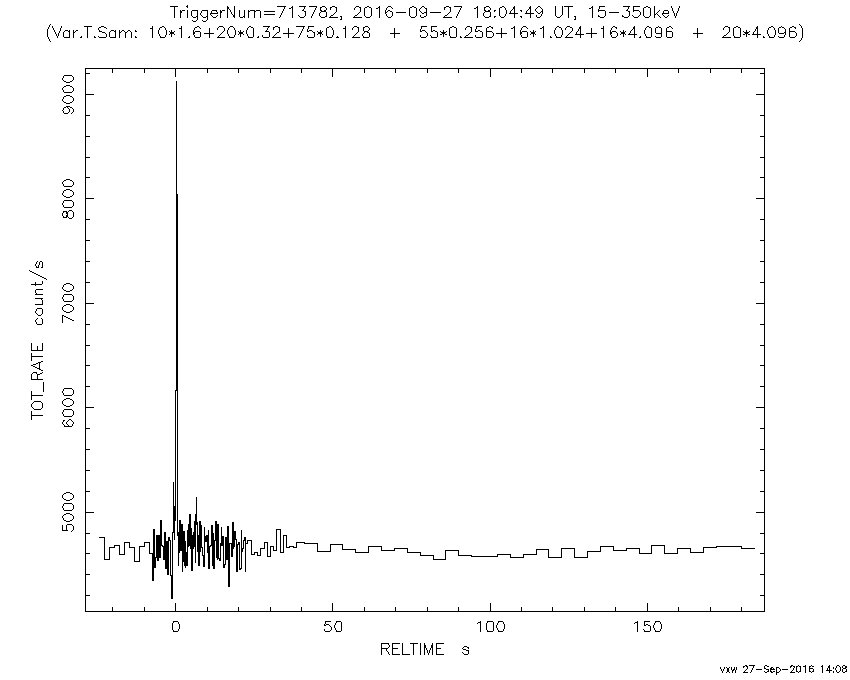 TriggerNum=713782, 2016-09-27 18:04:49 UT, 15-350keV
(Var.T.Sam: 10*1.6+20*0.32+75*0.128 + 55*0.256+16*1.024+16*4.096 + 20*4.096)
TOT_RATE count/s
9000
8000
7000
6000
5000
0 50 100 150
RELTIME s
vxw 27-Sep-2016 14:08